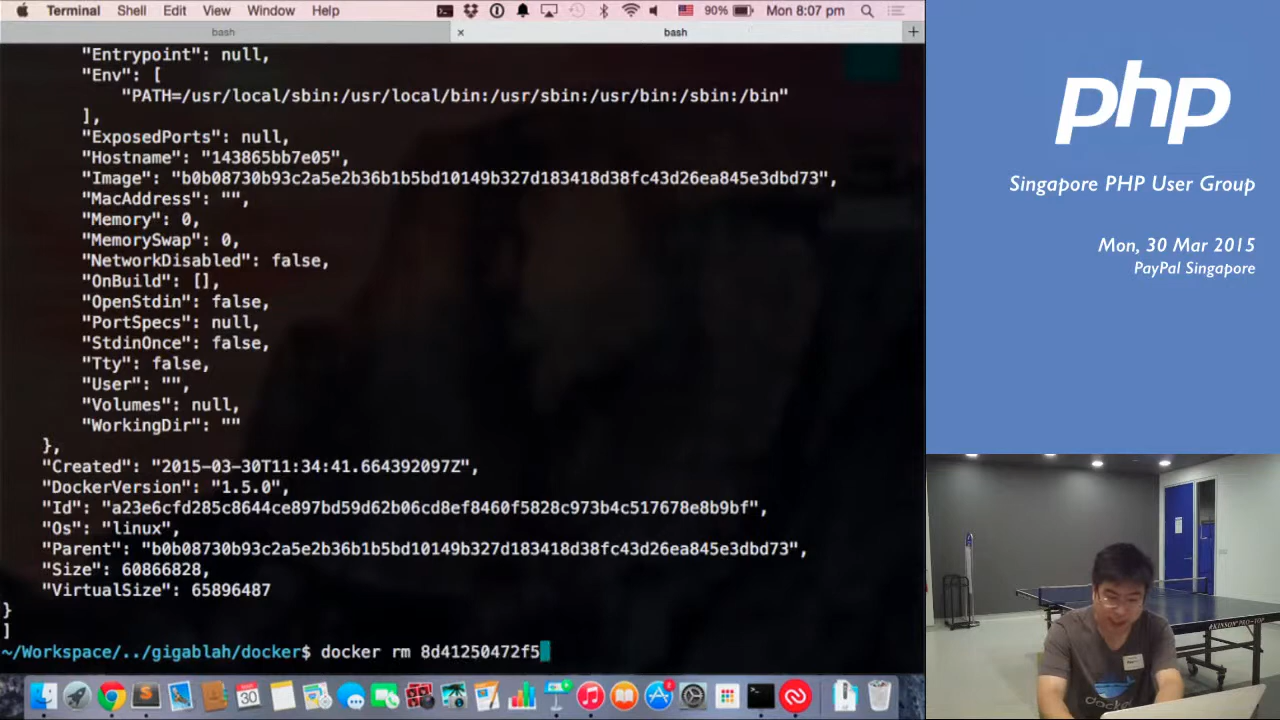 Terminal Shell Edit View Window Help 90% Mon 8:07 pm
bash bash
"Entrypoint": null,
"Env": [
"PATH=/usr/local/sbin:/usr/local/bin:/usr/sbin:/usr/bin:/sbin:/bin"
],
"ExposedPorts": null,
"Hostname": "143865bb7e05",
"Image": "b0b08730b93c2a5e2b36b1b5bd10149b327d183418d38fc43d26ea845e3dbd73",
"MacAddress": "",
"Memory": 0,
"MemorySwap": 0,
"NetworkDisabled": false,
"OnBuild": [],
"OpenStdin": false,
"PortSpecs": null,
"StdinOnce": false,
"Tty": false,
"User": "",
"Volumes": null,
"WorkingDir": ""
},
"Created": "2015-03-30T11:34:41.664392097Z",
"DockerVersion": "1.5.0",
"Id": "a23e6cfd285c8644ce897bd59d62b06cd8ef8460f5828c973b4c517678e8b9bf",
"Os": "linux",
"Parent": "b0b08730b93c2a5e2b36b1b5bd10149b327d183418d38fc43d26ea845e3dbd73",
"Size": 60866828,
"VirtualSize": 65896487
}
]
~/Workspace/../gigablah/docker$ docker rm 8d41250472f5
30
php
Singapore PHP User Group
Mon, 30 Mar 2015
PayPal Singapore
docker